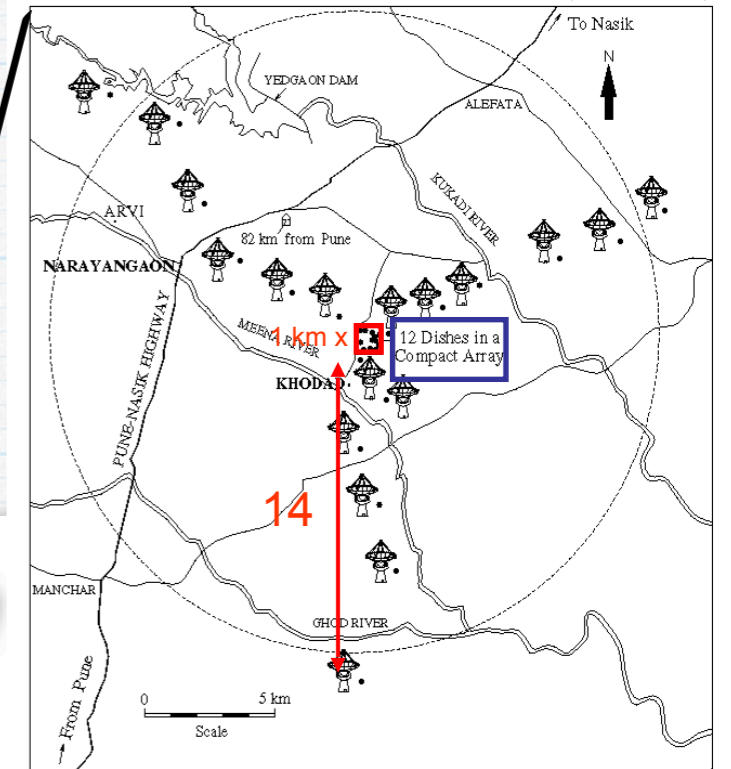 To Nasik
N
YEDGAON DAM
ALEFATA
KUKADI RIVER
ARVI
82 km from Pune
NARAYANGAON
PUNE-NASIK HIGHWAY
MEENA RIVER
1 km x
12 Dishes in a
Compact Array
KHODAD
14
MANCHAR
GHOD RIVER
From Pune
0 5 km
Scale